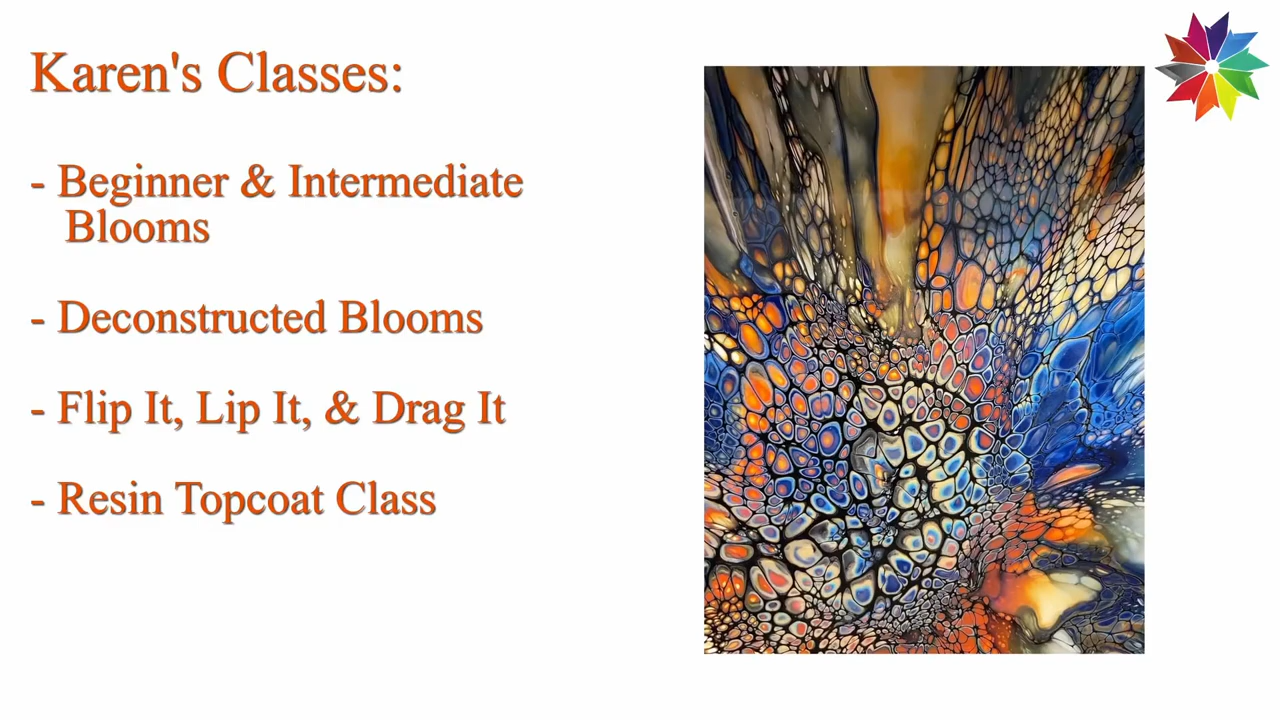 Karen's Classes:
- Beginner & Intermediate
Blooms
- Deconstructed Blooms
- Flip It, Lip It, & Drag It
- Resin Topcoat Class